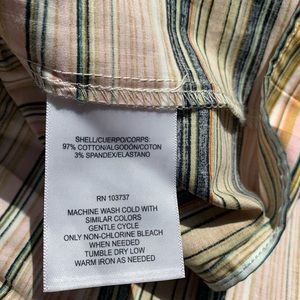 SHELL/CUERPO/CORPS:
97% COTTON/ALGODÓN/COTON
3% SPANDEX/ELASTANO
RN 103737
MACHINE WASH COLD WITH
SIMILAR COLORS
GENTLE CYCLE
ONLY NON-CHLORINE BLEACH
WHEN NEEDED
TUMBLE DRY LOW
WARM IRON AS NEEDED